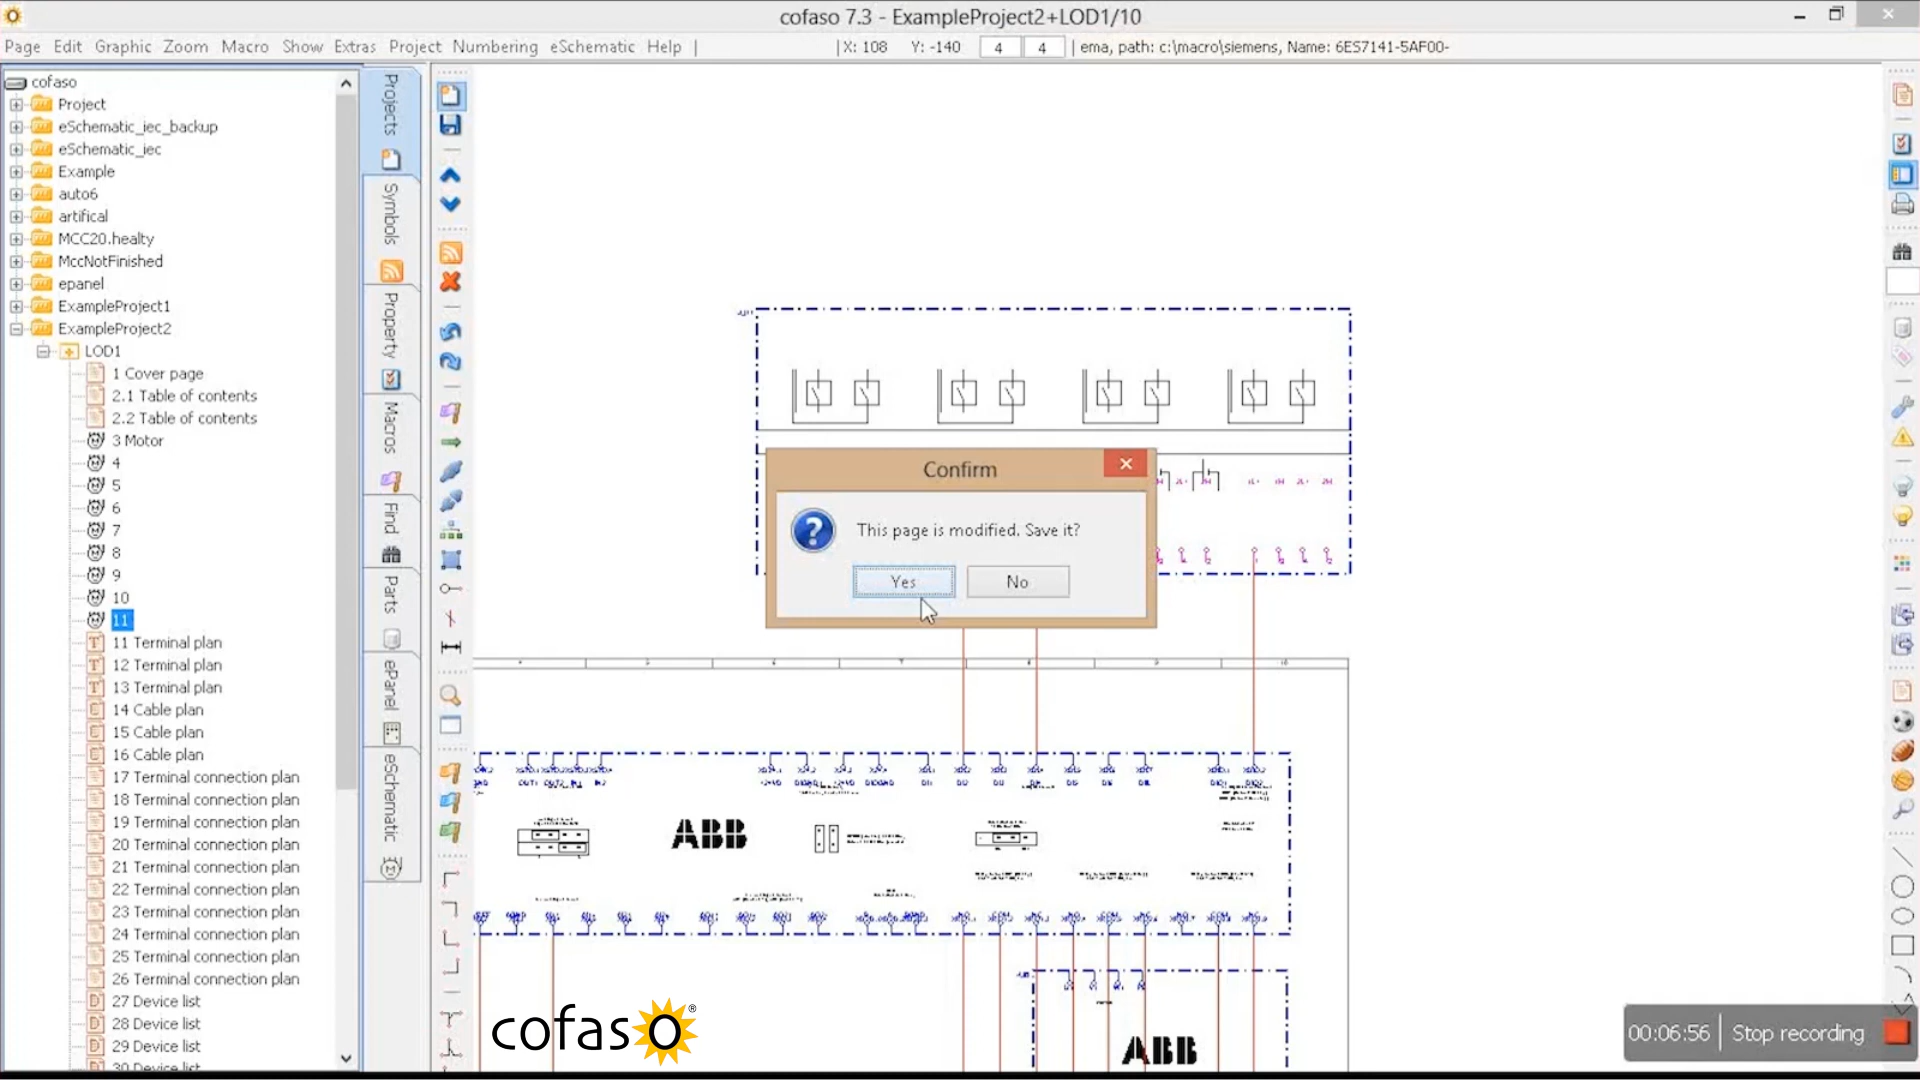 cofaso 7.3 - ExampleProject2+LOD1/10
Page Edit Graphic Zoom Macro Show Extras Project Numbering eSchematic Help |
|X: 108 Y: -140 4 4 | ema, path: c:\macro\siemens, Name: 6ES7141-5AF00-
cofaso
Project
eSchematic_iec_backup
eSchematic_iec
Example
auto6
artifical
MCC20.healty
MccNotFinished
epanel
ExampleProject1
ExampleProject2
LOD1
1 Cover page
2.1 Table of contents
2.2 Table of contents
3 Motor
4
5
6
7
8
9
10
11
11 Terminal plan
12 Terminal plan
13 Terminal plan
14 Cable plan
15 Cable plan
16 Cable plan
17 Terminal connection plan
18 Terminal connection plan
19 Terminal connection plan
20 Terminal connection plan
21 Terminal connection plan
22 Terminal connection plan
23 Terminal connection plan
24 Terminal connection plan
25 Terminal connection plan
26 Terminal connection plan
27 Device list
28 Device list
29 Device list
30 Device list
Projects
Symbols
Property
Macros
Find
Parts
ePanel
eSchematic
Confirm
This page is modified. Save it?
Yes No
ABB
ABB
cofaso®
00:06:56 | Stop recording